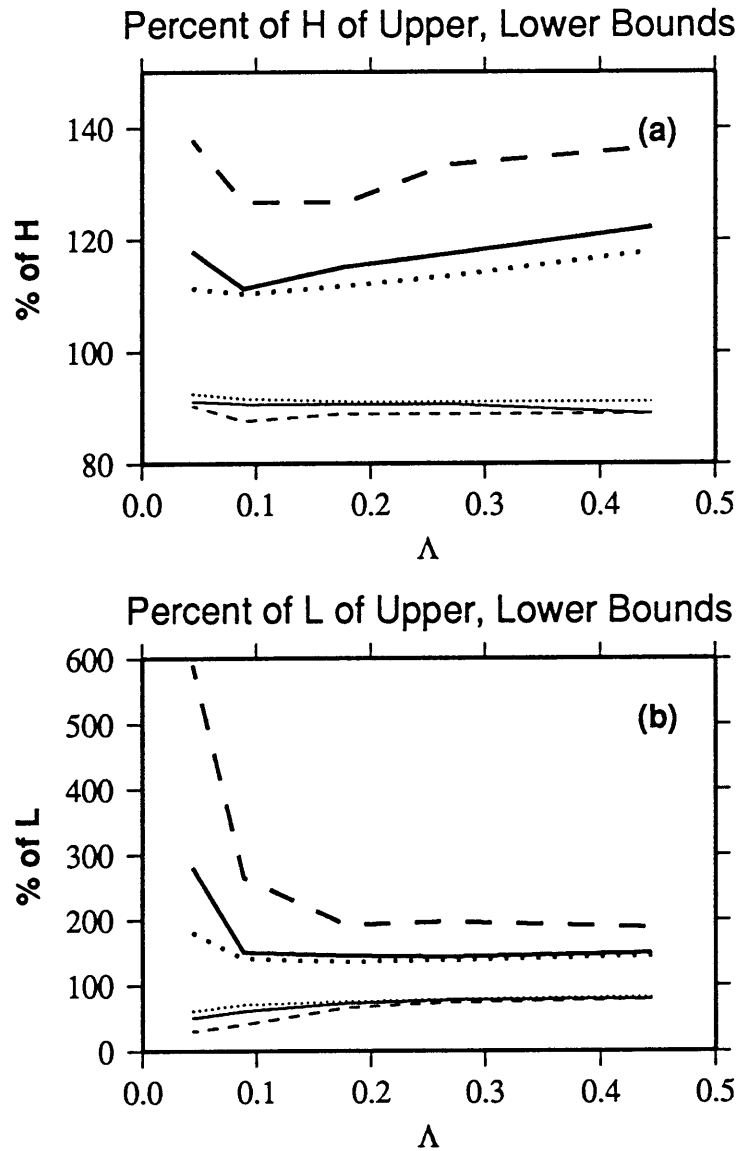 Percent of H of Upper, Lower Bounds
(a)
140
120
100
80
% of H
0.0 0.1 0.2 0.3 0.4 0.5
Λ
Percent of L of Upper, Lower Bounds
(b)
600
500
400
300
200
100
0
% of L
0.0 0.1 0.2 0.3 0.4 0.5
Λ